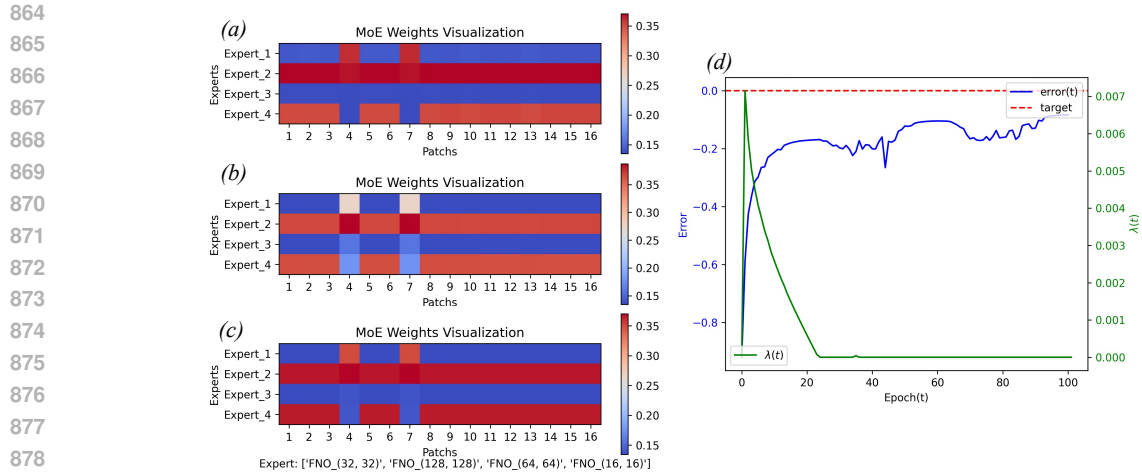 864
865
866
867
868
869
870
871
872
873
874
875
876
877
878
(a)
MoE Weights Visualization
Experts
Expert_1
Expert_2
Expert_3
Expert_4
1 2 3 4 5 6 7 8 9 10 11 12 13 14 15 16
Patchs
0.35
0.30
0.25
0.20
0.15
(b)
MoE Weights Visualization
Experts
Expert_1
Expert_2
Expert_3
Expert_4
1 2 3 4 5 6 7 8 9 10 11 12 13 14 15 16
Patchs
0.35
0.30
0.25
0.20
0.15
(c)
MoE Weights Visualization
Experts
Expert_1
Expert_2
Expert_3
Expert_4
1 2 3 4 5 6 7 8 9 10 11 12 13 14 15 16
Patchs
0.35
0.30
0.25
0.20
0.15
Expert: ['FNO_(32, 32)', 'FNO_(128, 128)', 'FNO_(64, 64)', 'FNO_(16, 16)']
(d)
Error
0.0
−0.2
−0.4
−0.6
−0.8
error(t)
target
λ(t)
0 20 40 60 80 100
Epoch(t)
0.007
0.006
0.005
0.004
0.003
0.002
0.001
0.000
λ(t)